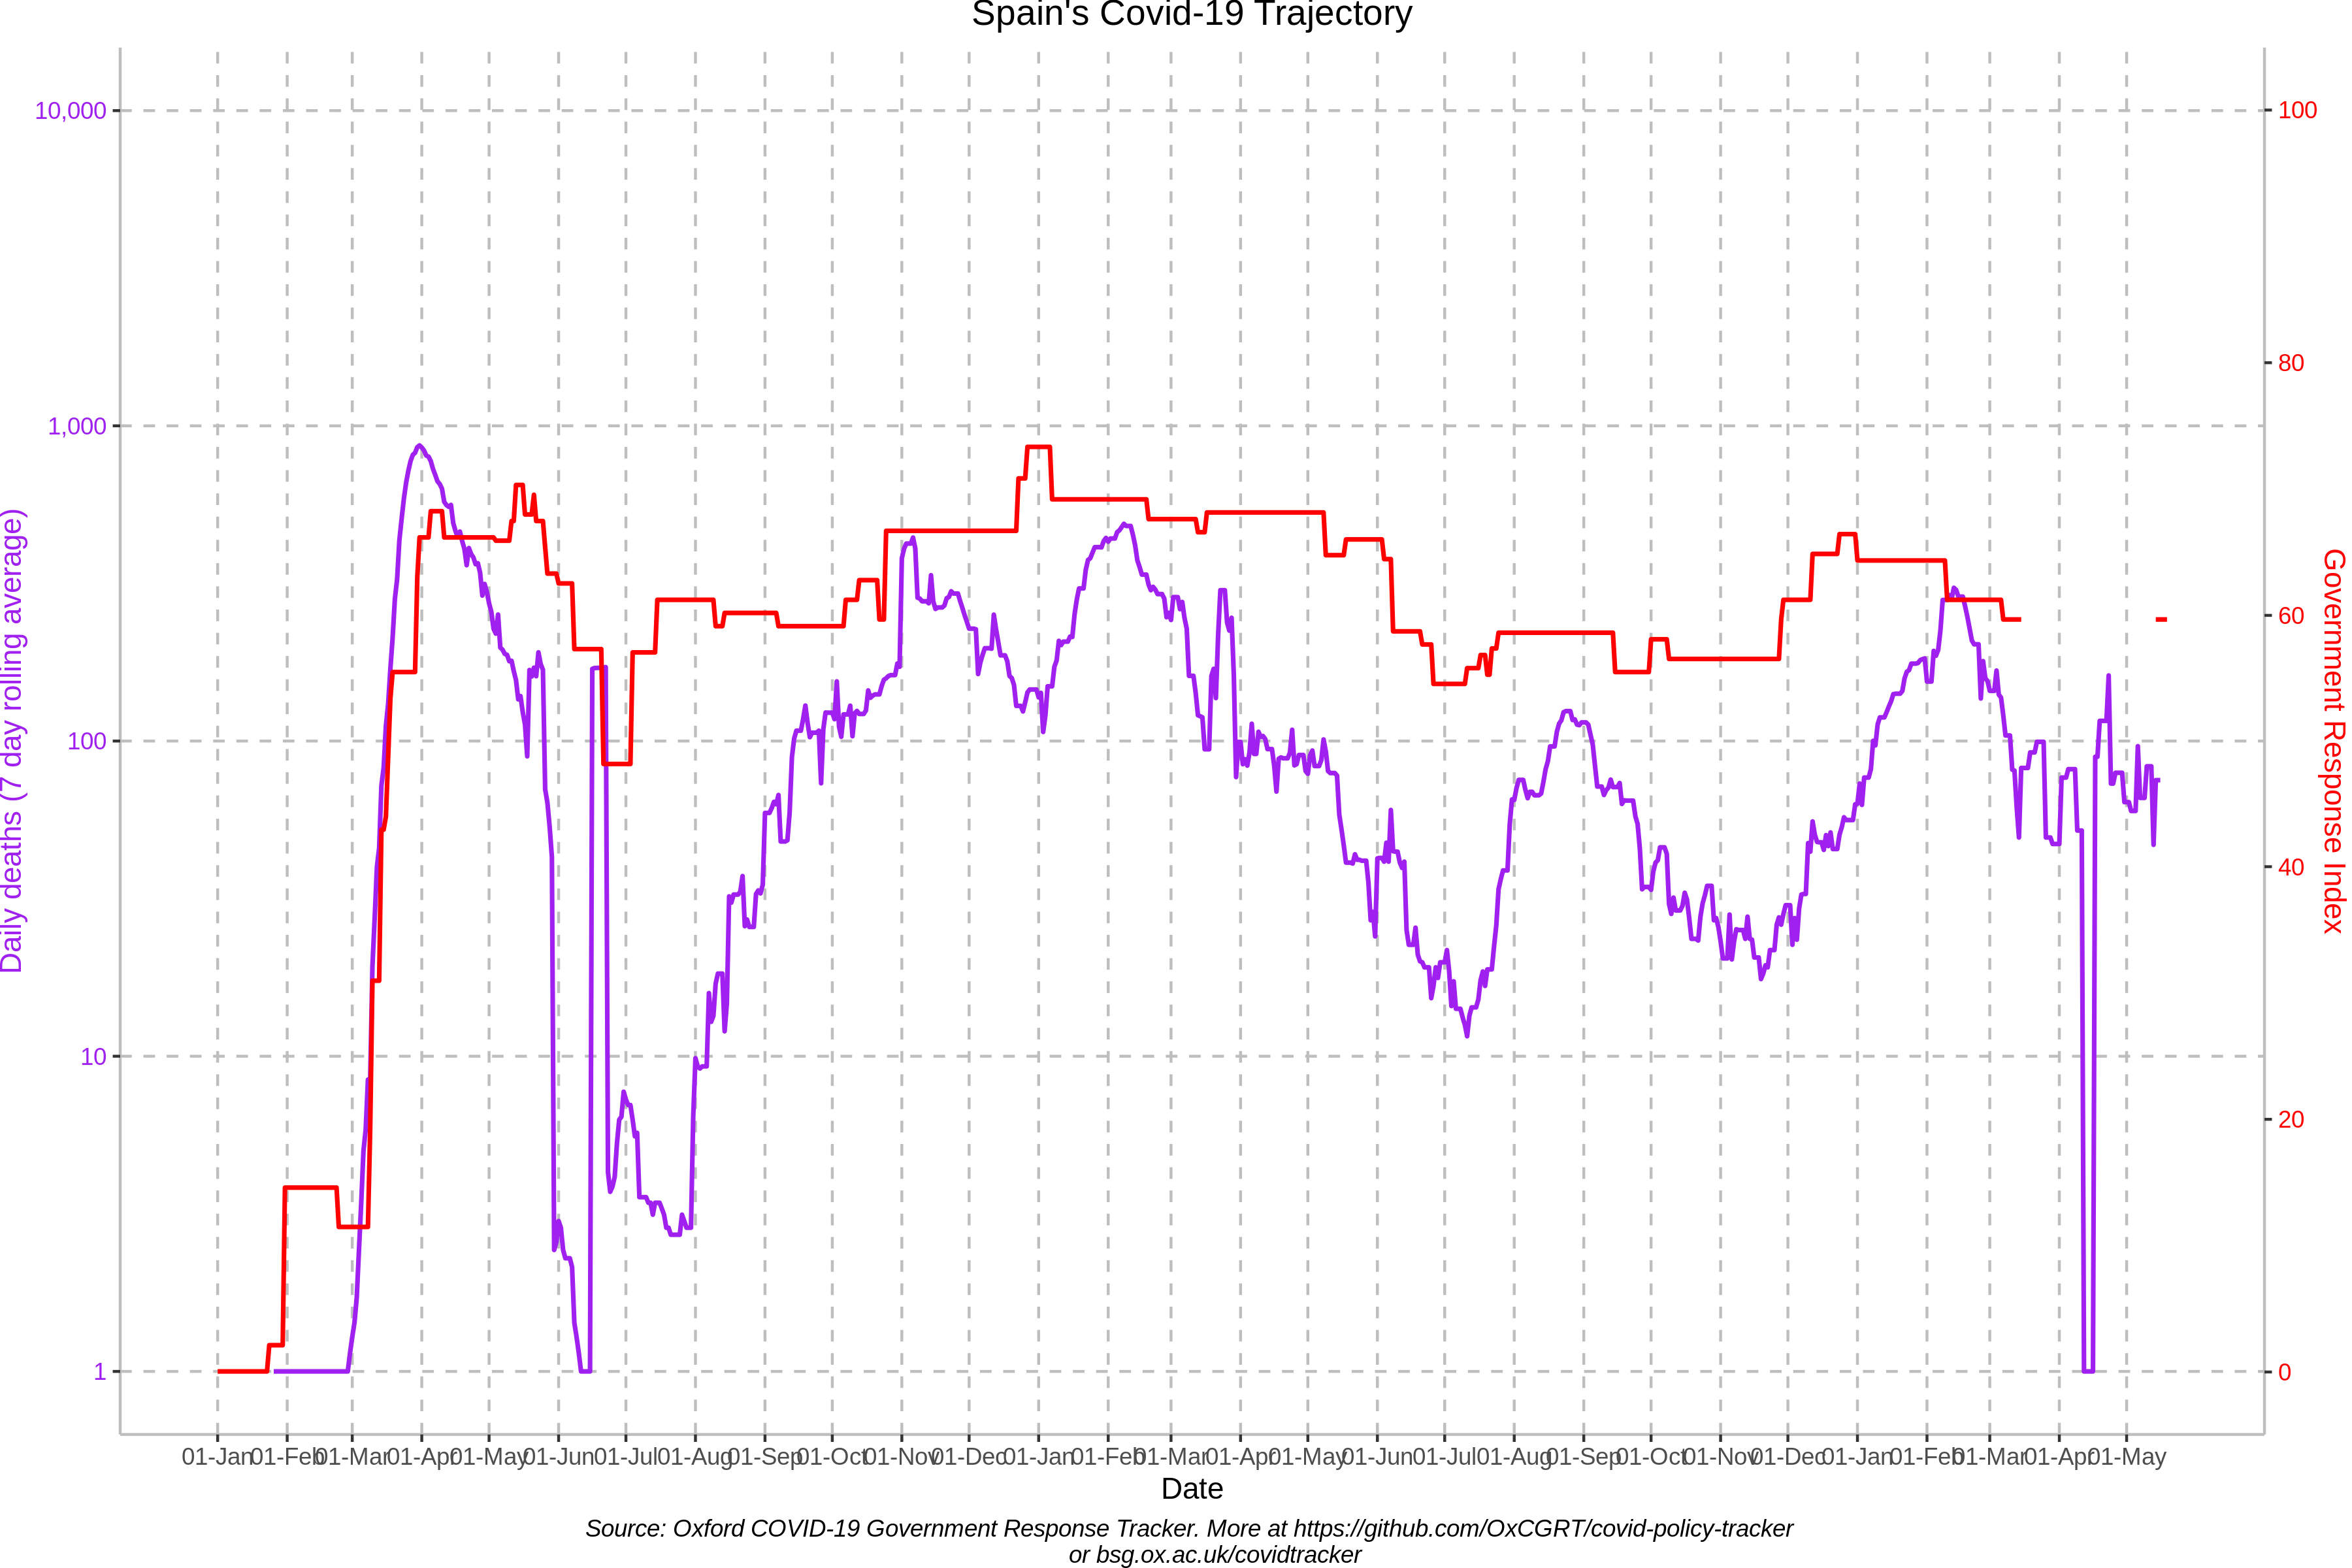 Spain's Covid-19 Trajectory
10,000
1,000
100
10
1
Daily deaths (7 day rolling average)
100
80
60
40
20
0
Government Response Index
01-Jan 01-Feb 01-Mar 01-Apr 01-May 01-Jun 01-Jul 01-Aug 01-Sep 01-Oct 01-Nov 01-Dec 01-Jan 01-Feb 01-Mar 01-Apr 01-May 01-Jun 01-Jul 01-Aug 01-Sep 01-Oct 01-Nov 01-Dec 01-Jan 01-Feb 01-Mar 01-Apr 01-May
Date
Source: Oxford COVID-19 Government Response Tracker. More at https://github.com/OxCGRT/covid-policy-tracker
or bsg.ox.ac.uk/covidtracker